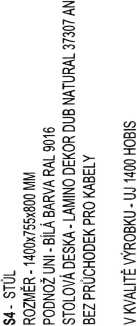 S4 - STŮL
ROZMĚR - 1400x755x800 MM
PODNOŽ UNI - BÍLÁ BARVA RAL 9016
STOLOVÁ DESKA - LAMINO DEKOR DUB NATURAL 37307 AN
BEZ PRŮCHODEK PRO KABELY
V KVALITĚ VÝROBKU - UJ 1400 HOBIS